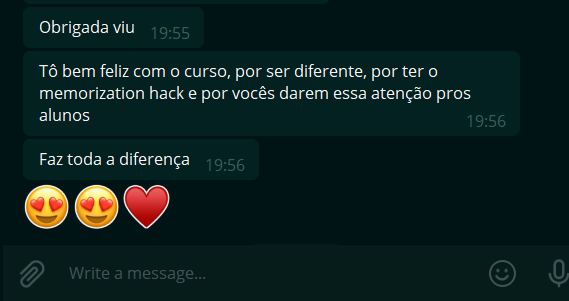 Obrigada viu 19:55
Tô bem feliz com o curso, por ser diferente, por ter o
memorization hack e por vocês darem essa atenção pros
alunos
19:56
Faz toda a diferença 19:56
Write a message...